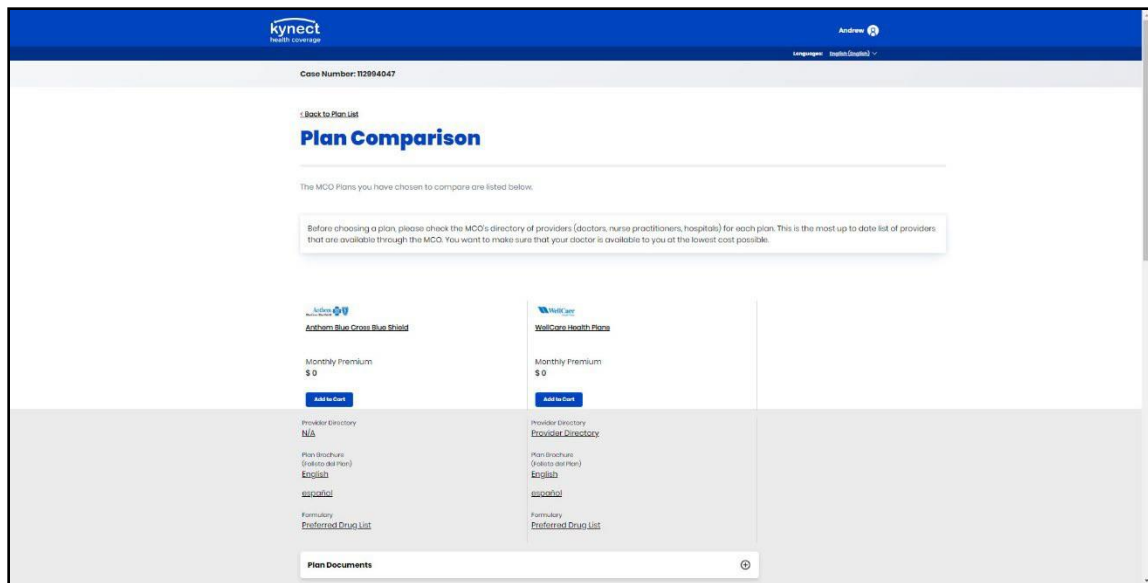 kynect
health coverage
Andrew
Languages: English (English)
Case Number: 112994047
Back to Plan List
Plan Comparison
The MCO Plans you have chosen to compare are listed below.
Before choosing a plan, please check the MCO's directory of providers (doctors, nurse practitioners, hospitals) for each plan. This is the most up to date list of providers
that are available through the MCO. You want to make sure that your doctor is available to you at the lowest cost possible.
Anthem
WellCare
Anthem Blue Cross Blue Shield
WellCare Health Plans
Monthly Premium
$ 0
Monthly Premium
$ 0
Add to Cart
Add to Cart
Provider Directory
N/A
Provider Directory
Provider Directory
Plan Brochure
(Folleto del Plan)
English
español
Plan Brochure
(Folleto del Plan)
English
español
Formulary
Preferred Drug List
Formulary
Preferred Drug List
Plan Documents